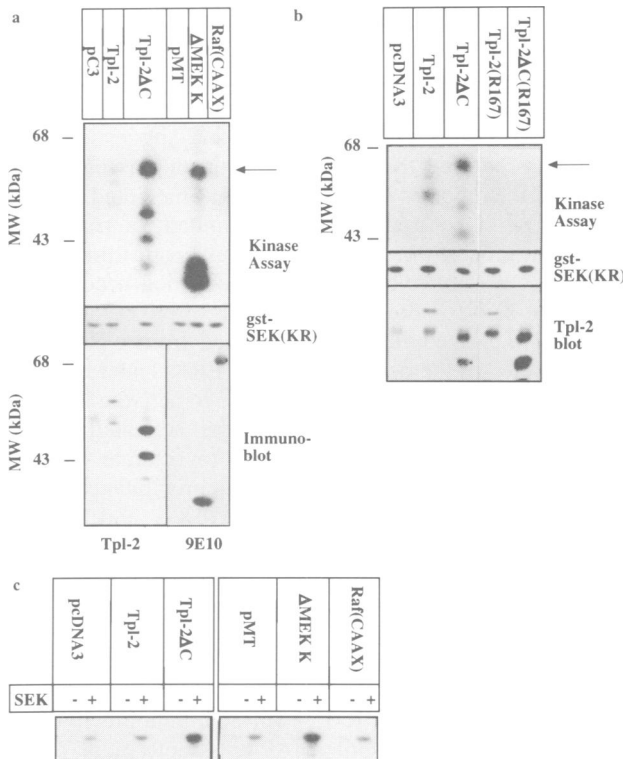 a
pC3
Tpl-2
Tpl-2ΔC
pMT
ΔMEK K
Raf(CAAX)
68
MW (kDa)
43
Kinase
Assay
gst-
SEK(KR)
68
MW (kDa)
43
Immuno-
blot
Tpl-2 9E10
b
pcDNA3
Tpl-2
Tpl-2ΔC
Tpl-2(R167)
Tpl-2ΔC(R167)
68
MW (kDa)
43
Kinase
Assay
gst-
SEK(KR)
Tpl-2
blot
c
pcDNA3
Tpl-2
Tpl-2ΔC
pMT
ΔMEK K
Raf(CAAX)
SEK - + - + - + - + - + - +